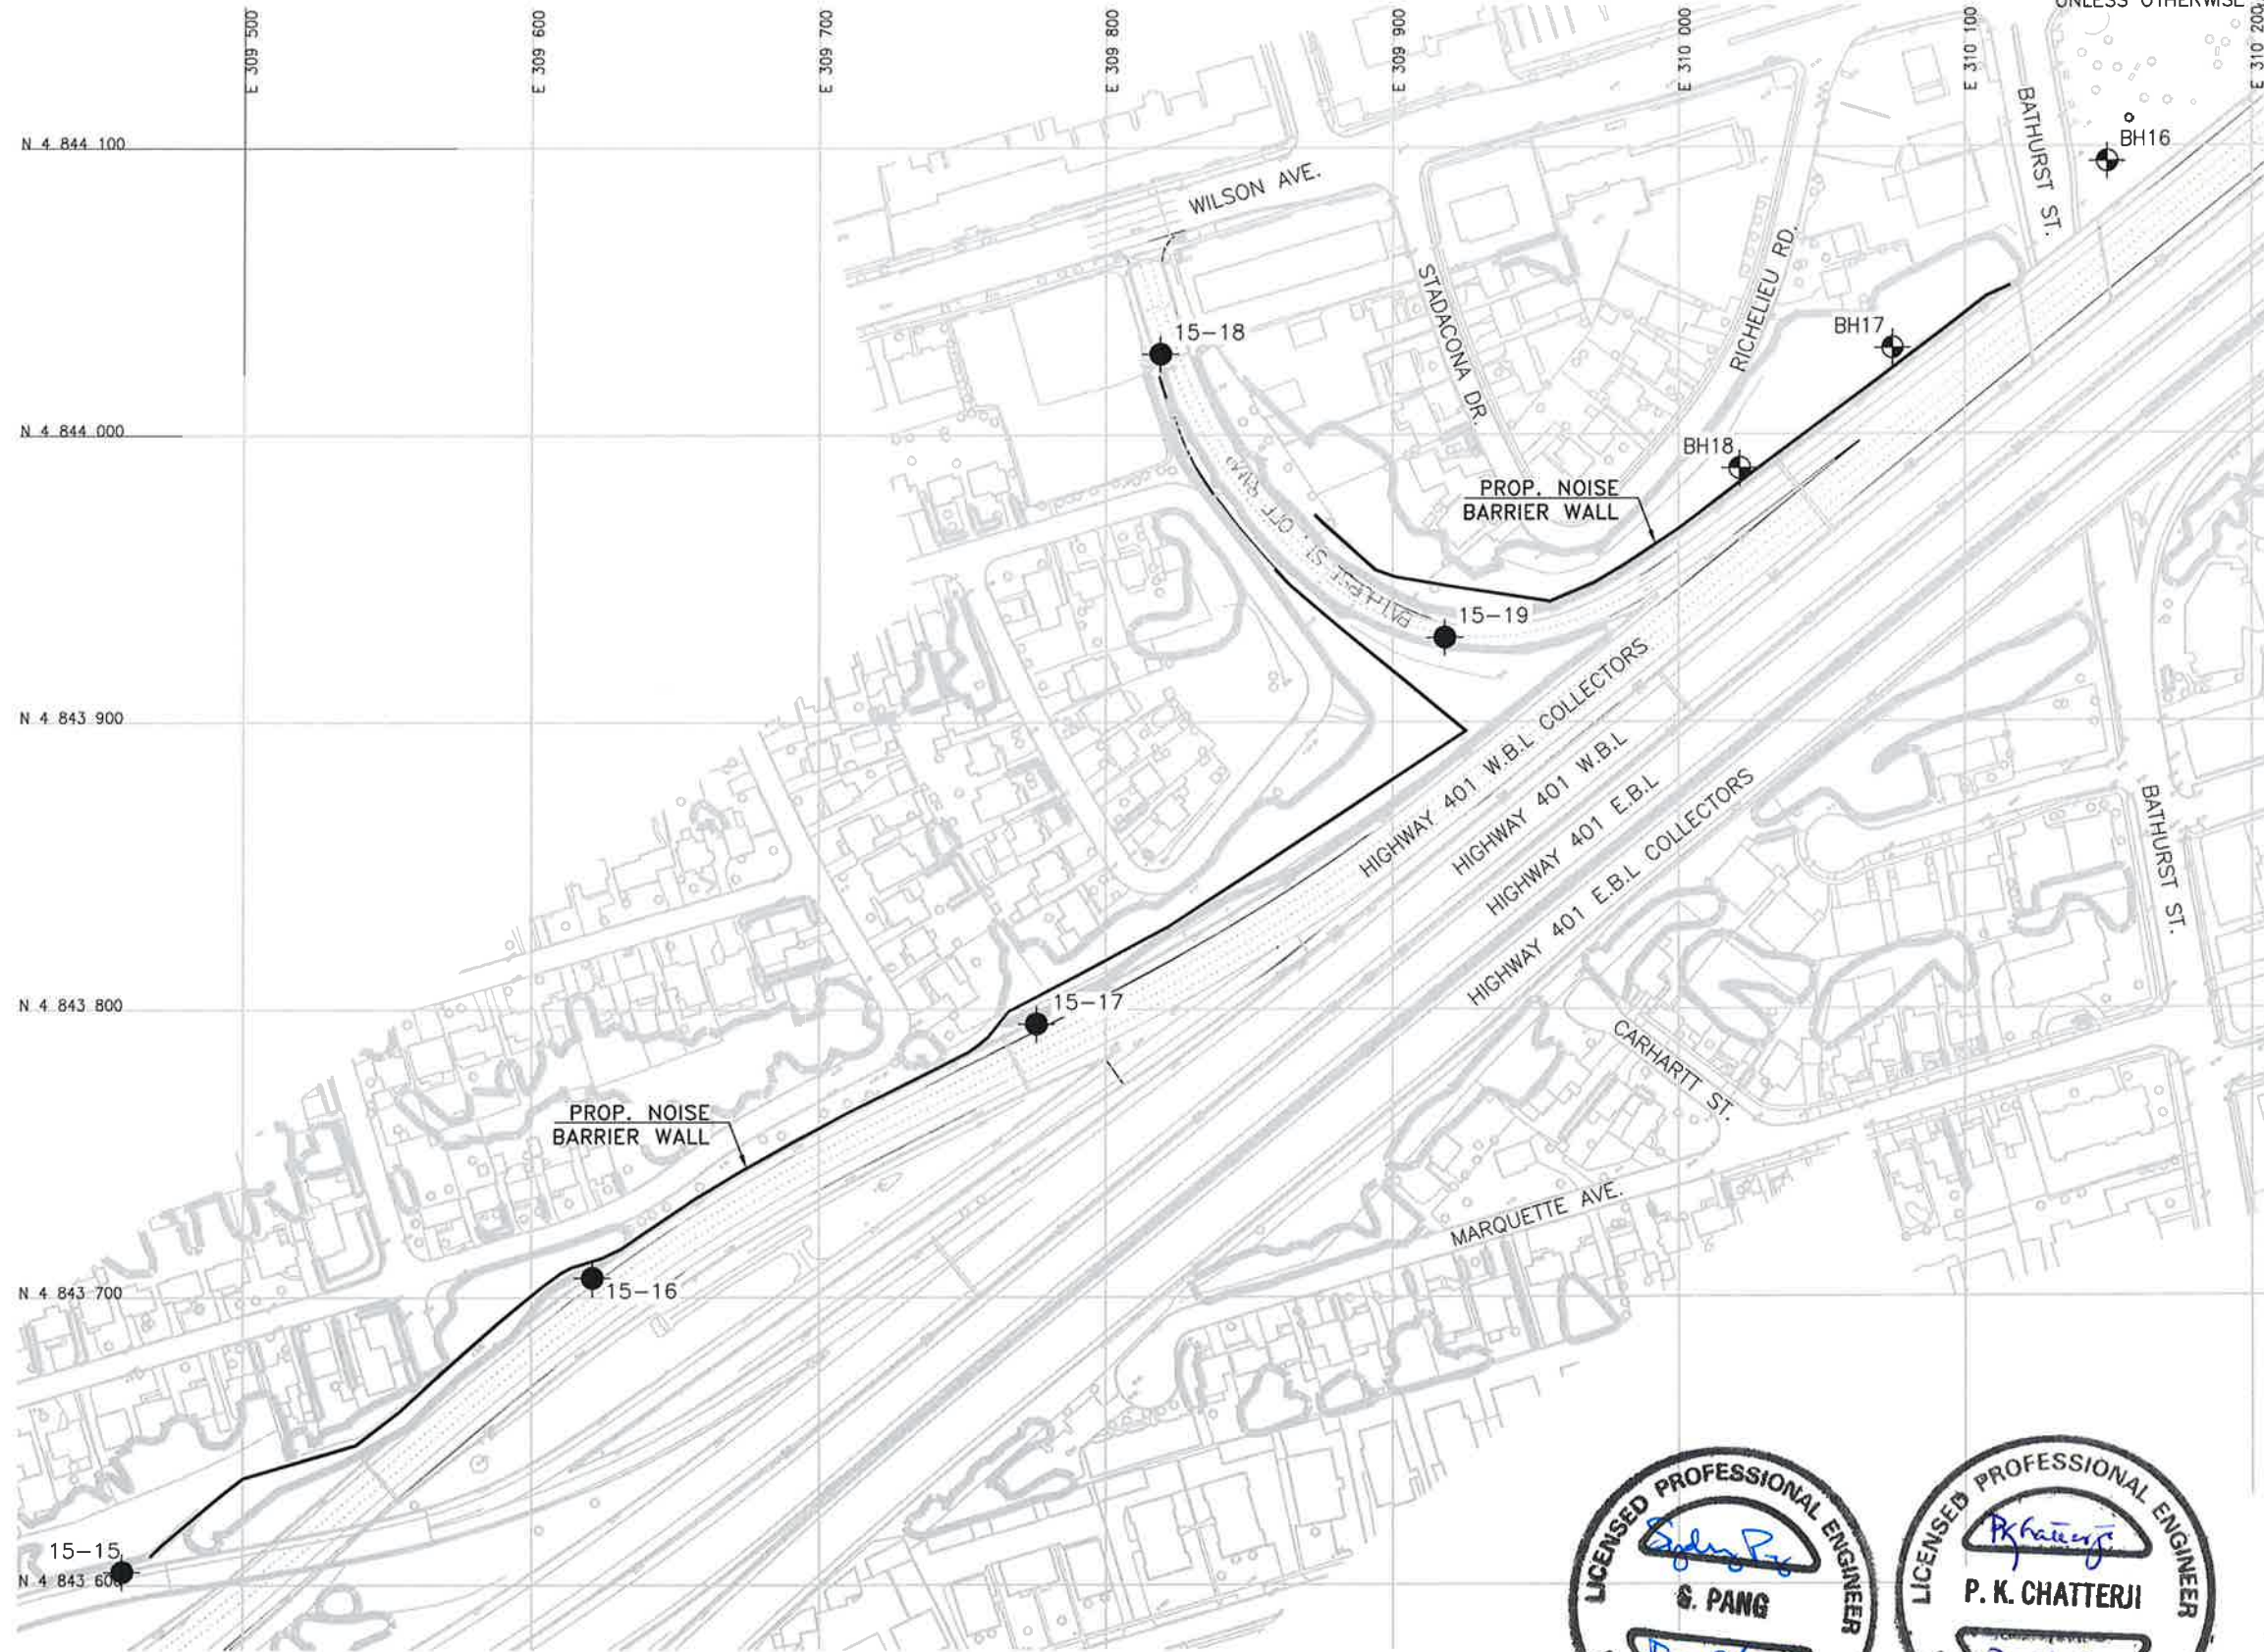 UNLESS OTHERWISE
E 309 500
E 309 600
E 309 700
E 309 800
E 309 900
E 310 000
E 310 100
E 310 200
N 4 844 100
N 4 844 000
N 4 843 900
N 4 843 800
N 4 843 700
N 4 843 600
WILSON AVE.
BATHURST ST.
BH16
STADACONA DR.
RICHELIEU RD.
BH17
15-18
BH18
PROP. NOISE
BARRIER WALL
BATHURST ST. OFF RAMP
15-19
HIGHWAY 401 W.B.L COLLECTORS
HIGHWAY 401 W.B.L
HIGHWAY 401 E.B.L
HIGHWAY 401 E.B.L COLLECTORS
BATHURST ST.
15-17
CARHARTT ST.
PROP. NOISE
BARRIER WALL
MARQUETTE AVE.
15-16
15-15
LICENSED PROFESSIONAL ENGINEER
S. PANG
LICENSED PROFESSIONAL ENGINEER
P. K. CHATTERJI